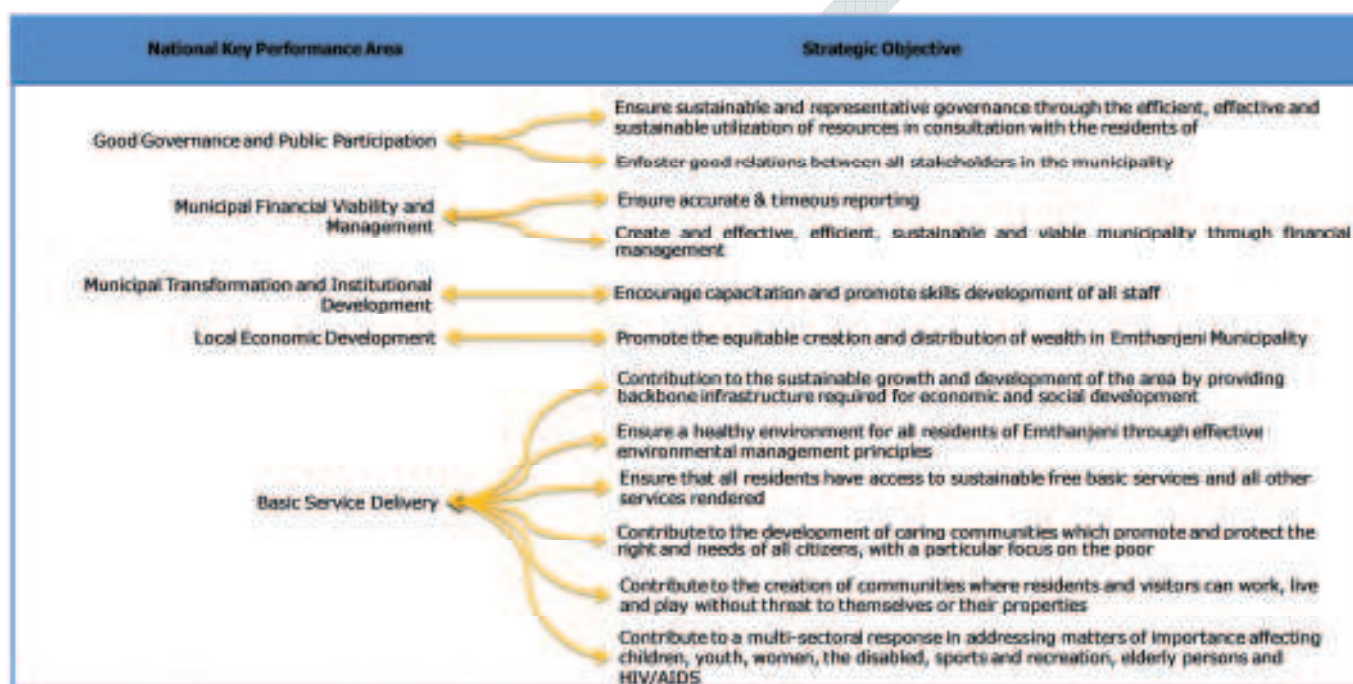 National Key Performance Area
Strategic Objective
Good Governance and Public Participation
Ensure sustainable and representative governance through the efficient, effective and
sustainable utilization of resources in consultation with the residents of
Enfoster good relations between all stakeholders in the municipality
Municipal Financial Viability and
Management
Ensure accurate & timeous reporting
Create and effective, efficient, sustainable and viable municipality through financial
management
Municipal Transformation and Institutional
Development
Encourage capacitation and promote skills development of all staff
Local Economic Development
Promote the equitable creation and distribution of wealth in Emthanjeni Municipality
Basic Service Delivery
Contribution to the sustainable growth and development of the area by providing
backbone infrastructure required for economic and social development
Ensure a healthy environment for all residents of Emthanjeni through effective
environmental management principles
Ensure that all residents have access to sustainable free basic services and all other
services rendered
Contribute to the development of caring communities which promote and protect the
right and needs of all citizens, with a particular focus on the poor
Contribute to the creation of communities where residents and visitors can work, live
and play without threat to themselves or their properties
Contribute to a multi-sectoral response in addressing matters of importance affecting
children, youth, women, the disabled, sports and recreation, elderly persons and
HIV/AIDS